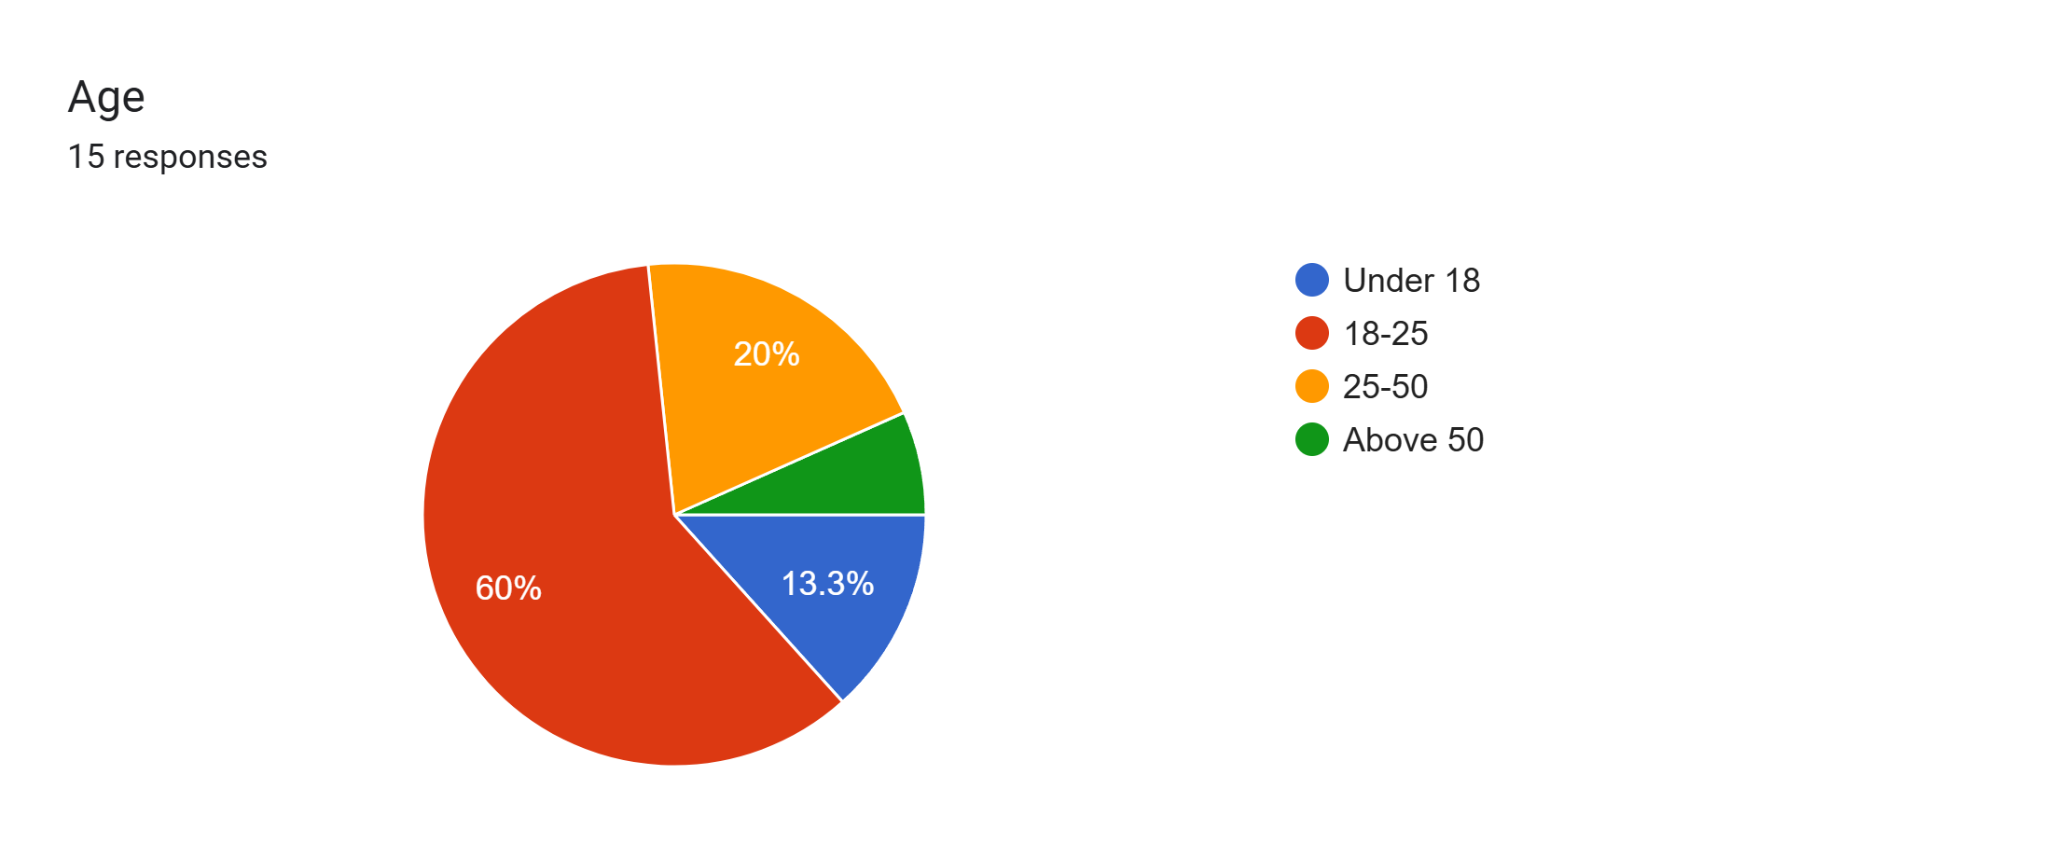 Age
15 responses
20%
60%
13.3%
Under 18
18-25
25-50
Above 50